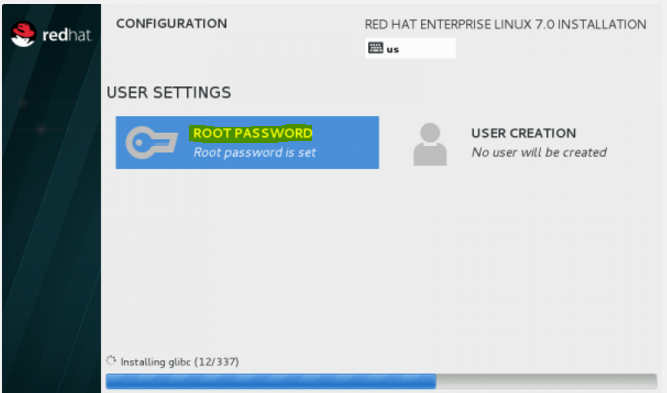 redhat.
CONFIGURATION
RED HAT ENTERPRISE LINUX 7.0 INSTALLATION
us
USER SETTINGS
ROOT PASSWORD
Root password is set
USER CREATION
No user will be created
Installing glibc (12/337)